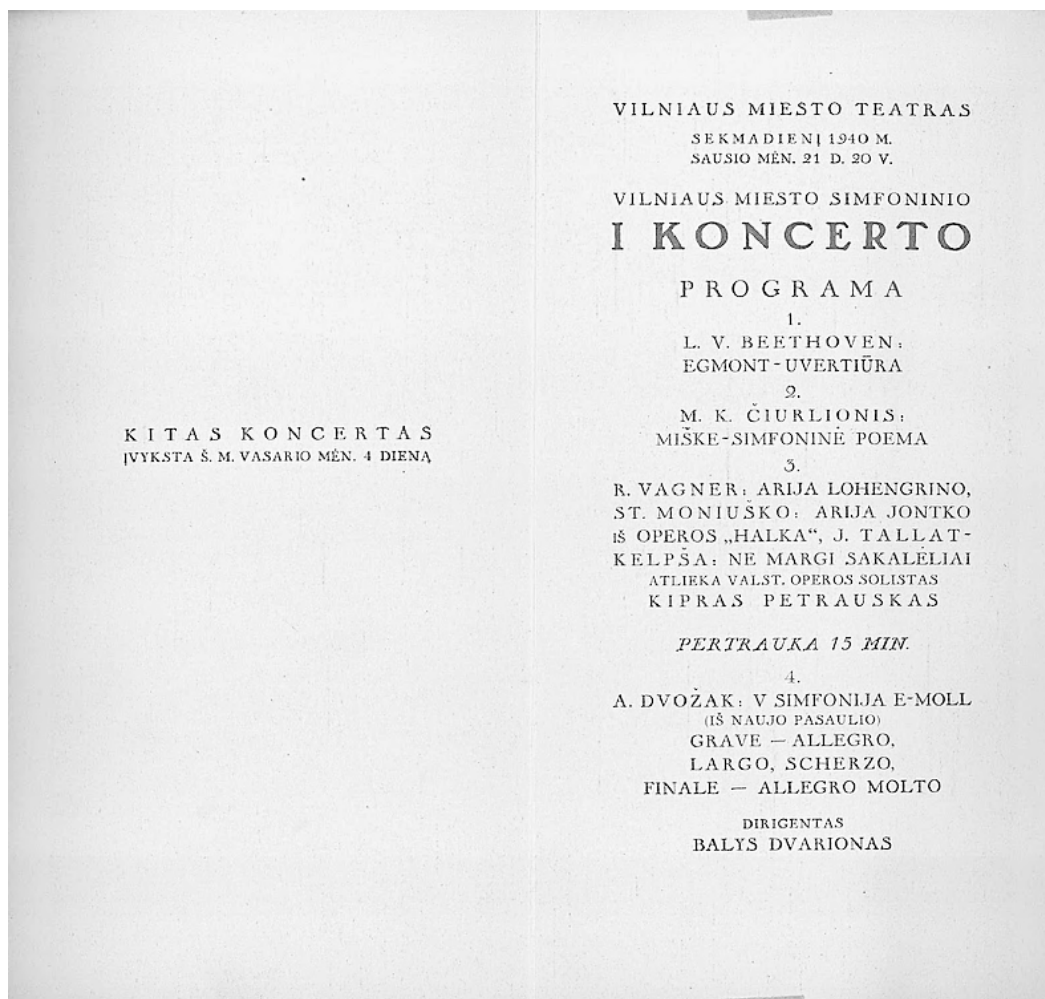 KITAS KONCERTAS
ĮVYKSTA Š. M. VASARIO MĖN. 4 DIENĄ
VILNIAUS MIESTO TEATRAS
SEKMADIENĮ 1940 M.
SAUSIO MĖN. 21 D. 20 V.
VILNIAUS MIESTO SIMFONINIO
I KONCERTO
PROGRAMA
1.
L. V. BEETHOVEN:
EGMONT-UVERTIŪRA
2.
M. K. ČIURLIONIS:
MIŠKE-SIMFONINĖ POEMA
3.
R. VAGNER: ARIJA LOHENGRINO,
ST. MONIUŠKO: ARIJA JONTKO
IŠ OPEROS „HALKA“, J. TALLAT-
KELPŠA: NE MARGI SAKALĖLIAI
ATLIEKA VALST. OPEROS SOLISTAS
KIPRAS PETRAUSKAS
PERTRAUKA 15 MIN.
4.
A. DVOŽAK: V SIMFONIJA E-MOLL
(IŠ NAUJO PASAULIO)
GRAVE — ALLEGRO,
LARGO, SCHERZO,
FINALE — ALLEGRO MOLTO
DIRIGENTAS
BALYS DVARIONAS